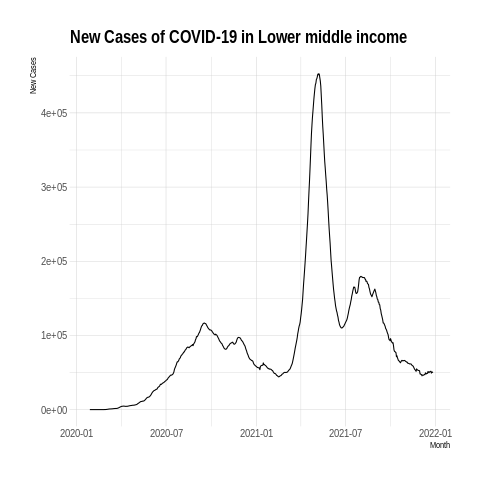 New Cases of COVID-19 in Lower middle income
New Cases
4e+05
3e+05
2e+05
1e+05
0e+00
2020-01 2020-07 2021-01 2021-07 2022-01
Month